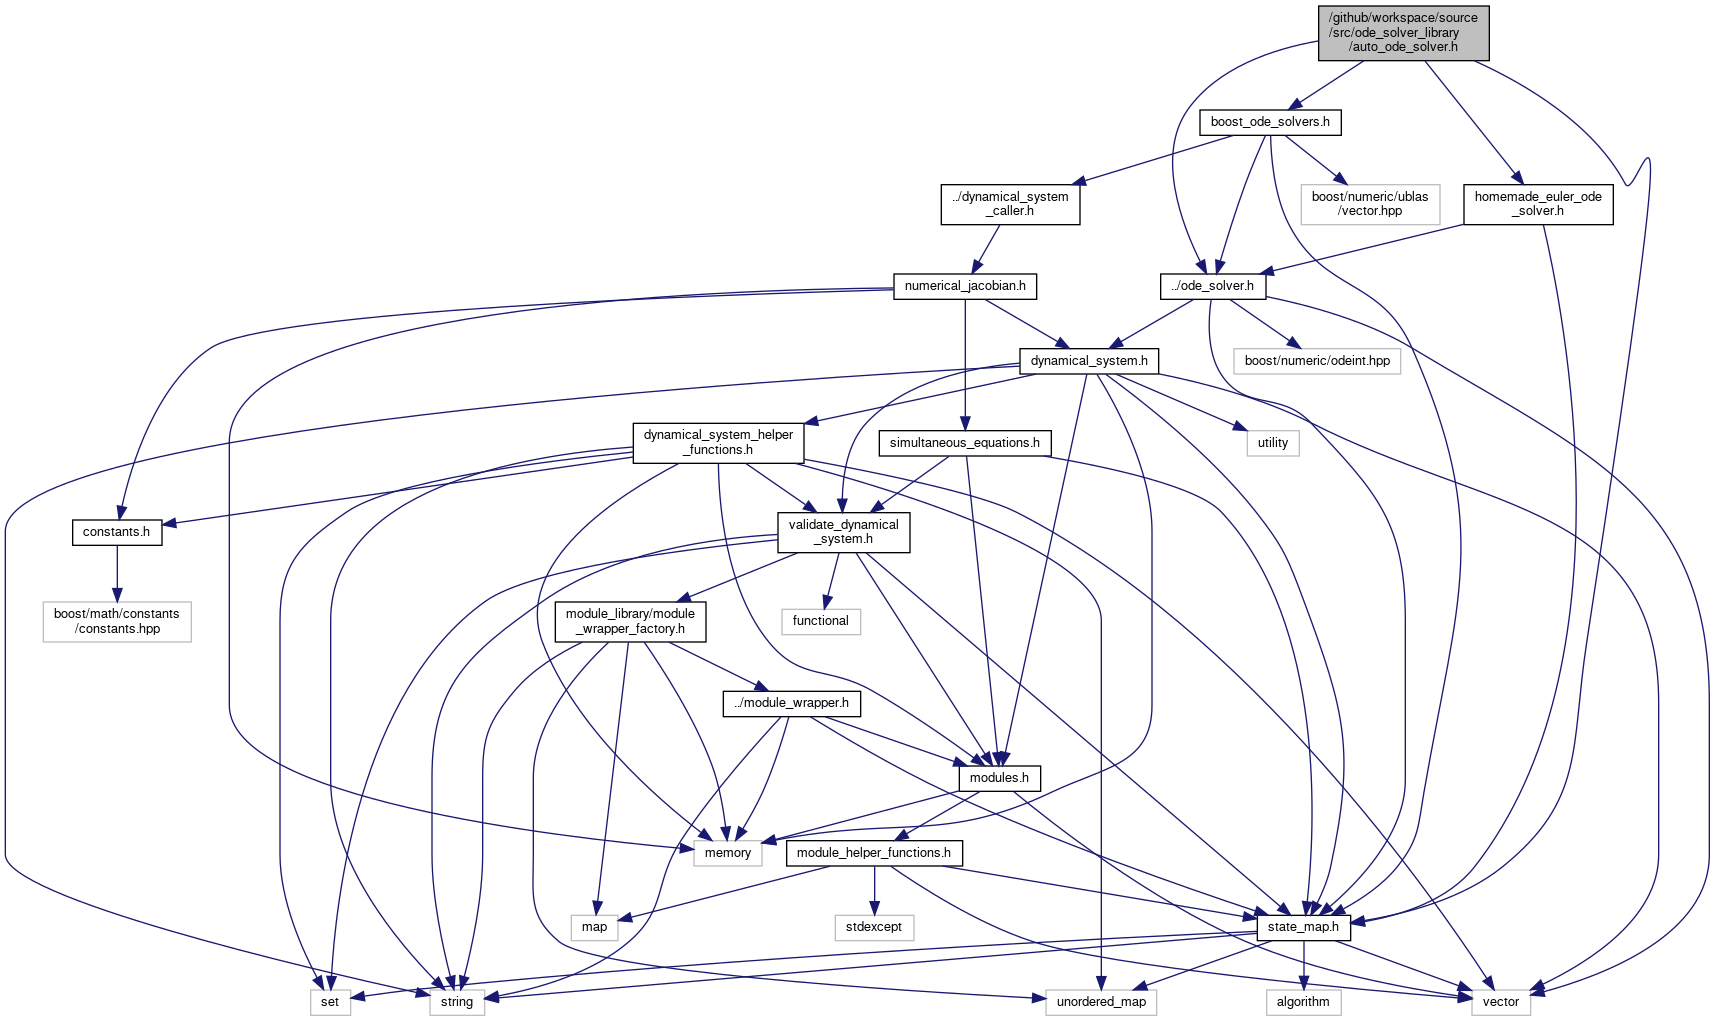 /github/workspace/source
/src/ode_solver_library
/auto_ode_solver.h
boost_ode_solvers.h
../dynamical_system
_caller.h
boost/numeric/ublas
/vector.hpp
homemade_euler_ode
_solver.h
numerical_jacobian.h
../ode_solver.h
dynamical_system.h
boost/numeric/odeint.hpp
dynamical_system_helper
_functions.h
simultaneous_equations.h
utility
constants.h
validate_dynamical
_system.h
boost/math/constants
/constants.hpp
module_library/module
_wrapper_factory.h
functional
../module_wrapper.h
modules.h
memory
module_helper_functions.h
map
stdexcept
state_map.h
set
string
unordered_map
algorithm
vector